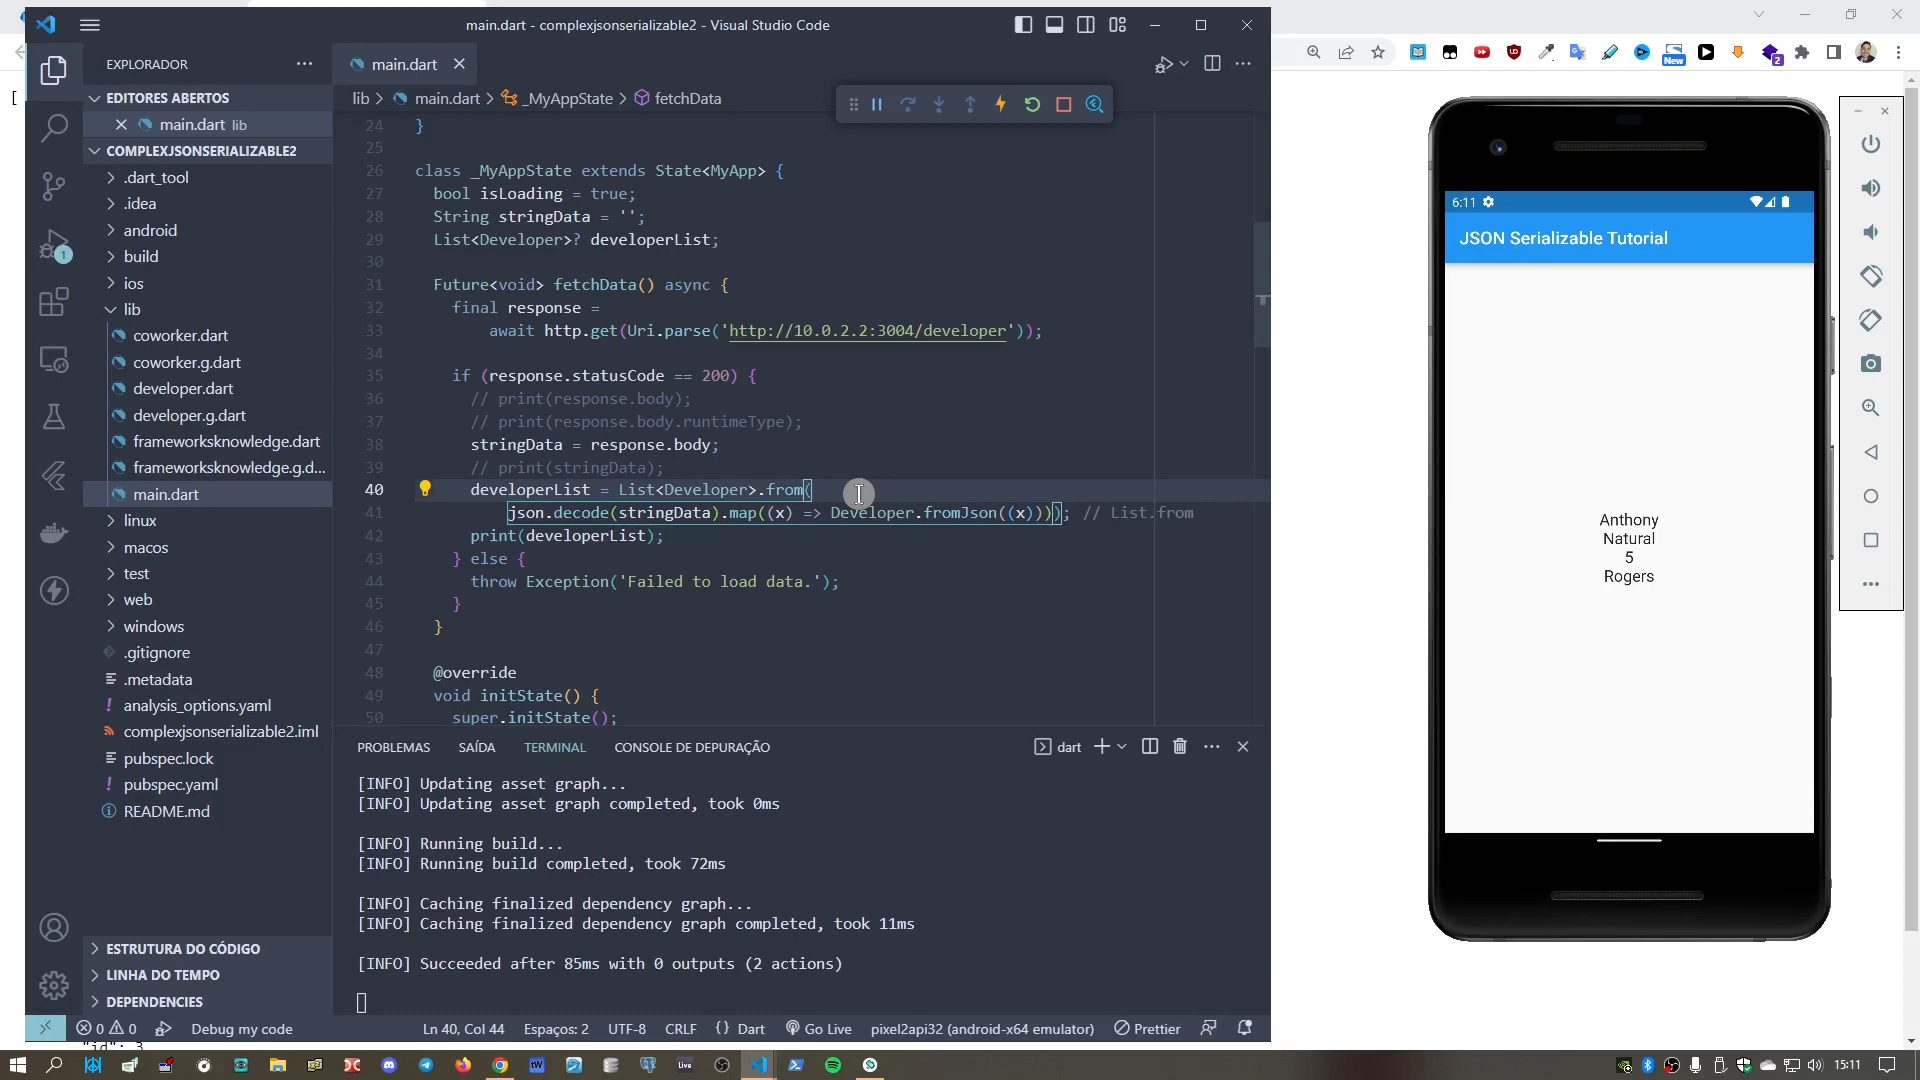 main.dart - complexjsonserializable2 - Visual Studio Code
EXPLORADOR
EDITORES ABERTOS
main.dart lib
COMPLEXJSONSERIALIZABLE2
.dart_tool
.idea
android
build
ios
lib
coworker.dart
coworker.g.dart
developer.dart
developer.g.dart
frameworksknowledge.dart
frameworksknowledge.g.d...
main.dart
linux
macos
test
web
windows
.gitignore
.metadata
analysis_options.yaml
complexjsonserializable2.iml
pubspec.lock
pubspec.yaml
README.md
ESTRUTURA DO CÓDIGO
LINHA DO TEMPO
DEPENDENCIES
1
main.dart
lib > main.dart > _MyAppState > fetchData
24 }
25
26 class _MyAppState extends State<MyApp> {
27 bool isLoading = true;
28 String stringData = '';
29 List<Developer>? developerList;
30
31 Future<void> fetchData() async {
32 final response =
33 await http.get(Uri.parse('http://10.0.2.2:3004/developer'));
34
35 if (response.statusCode == 200) {
36 // print(response.body);
37 // print(response.body.runtimeType);
38 stringData = response.body;
39 // print(stringData);
40 developerList = List<Developer>.from(
41 json.decode(stringData).map((x) => Developer.fromJson((x)))); // List.from
42 print(developerList);
43 } else {
44 throw Exception('Failed to load data.');
45 }
46 }
47
48 @override
49 void initState() {
50 super.initState();
PROBLEMAS SAÍDA TERMINAL CONSOLE DE DEPURAÇÃO
dart
[INFO] Updating asset graph...
[INFO] Updating asset graph completed, took 0ms
[INFO] Running build...
[INFO] Running build completed, took 72ms
[INFO] Caching finalized dependency graph...
[INFO] Caching finalized dependency graph completed, took 11ms
[INFO] Succeeded after 85ms with 0 outputs (2 actions)
0 0 Debug my code Ln 40, Col 44 Espaços: 2 UTF-8 CRLF {} Dart Go Live pixel2api32 (android-x64 emulator) Prettier
[
New
2
6:11
JSON Serializable Tutorial
Anthony
Natural
5
Rogers
"id": 3
tW
Live
15:11